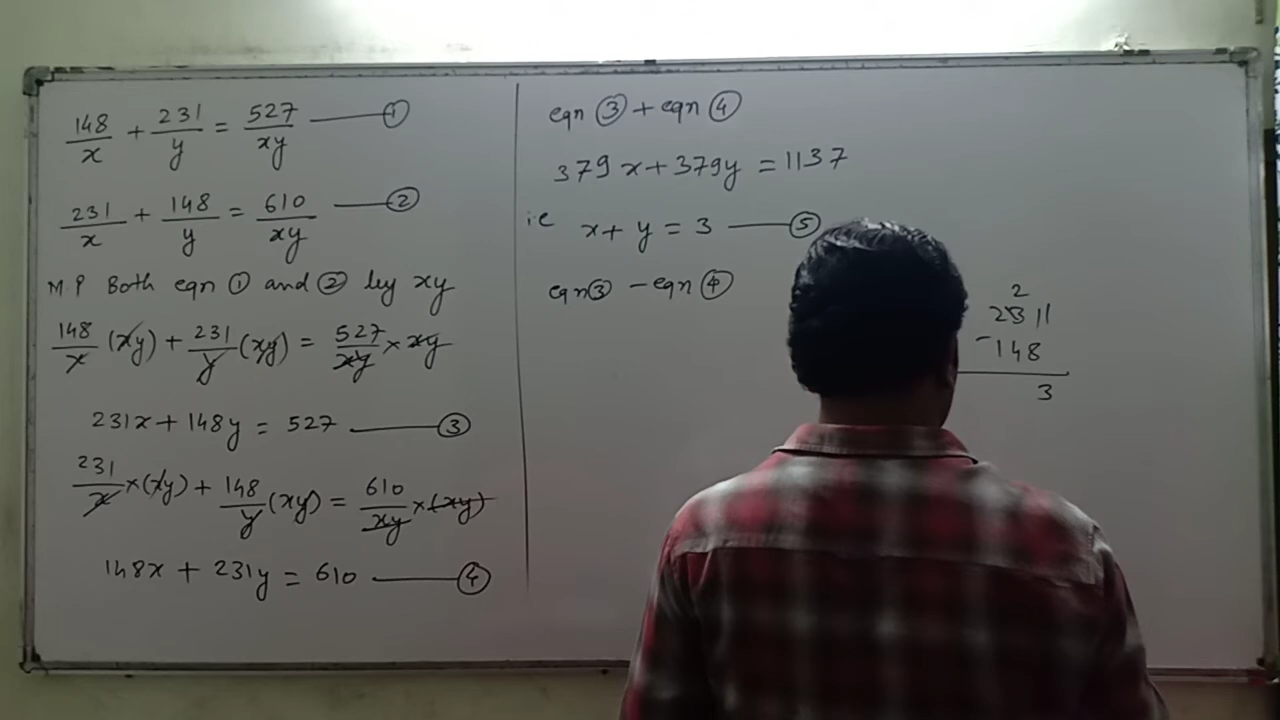 148/x + 231/y = 527/xy —— ①
231/x + 148/y = 610/xy —— ②
M P Both eqn ① and ② by xy
148/x (xy) + 231/y (xy) = 527/xy × xy
231x + 148y = 527 —— ③
231/x × (xy) + 148/y (xy) = 610/xy × (xy)
148x + 231y = 610 —— ④
eqn ③ + eqn ④
379x + 379y = 1137
i.e x + y = 3 —— ⑤
eqn ③ - eqn ④
2
2311
- 148
3